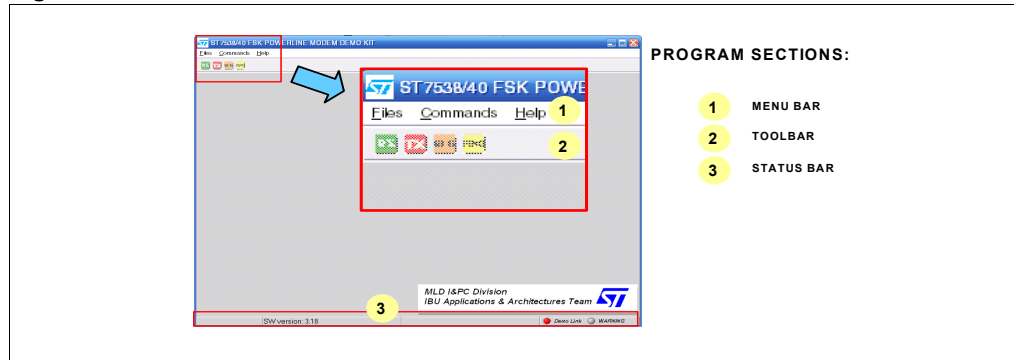 ST7538/40 FSK POWERLINE MODEM DEMO KIT
Files Commands Help
ST7538/40 FSK POWE
Files Commands Help 1
RX TX 2
PROGRAM SECTIONS:
1 MENU BAR
2 TOOLBAR
3 STATUS BAR
MLD I&PC Division
IBU Applications & Architectures Team
3
SW version: 3.18
Demo Link WARNING